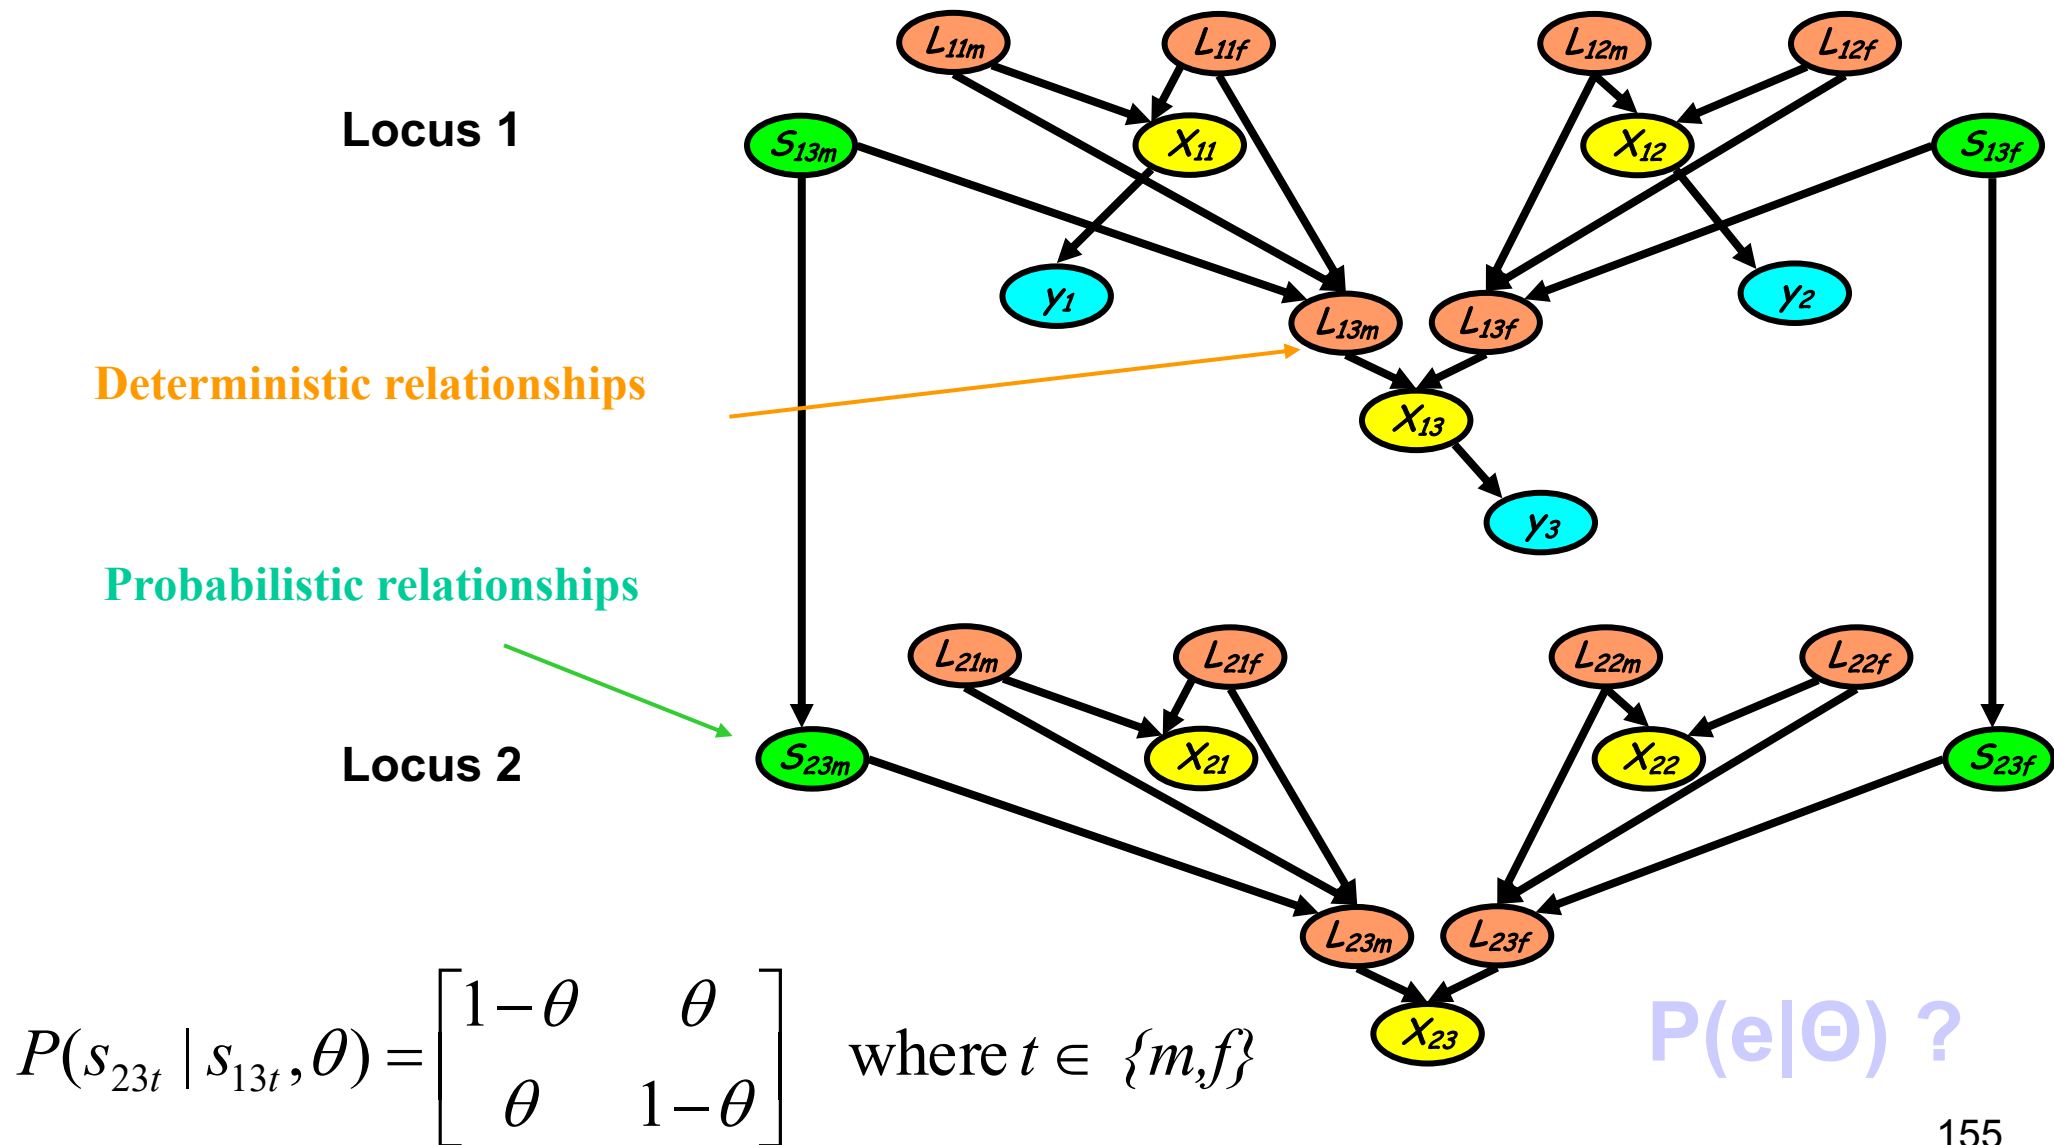 L11m L11f L12m L12f
Locus 1
S13m X11 X12 S13f
y1 y2
L13m L13f
Deterministic relationships
X13
y3
Probabilistic relationships
L21m L21f L22m L22f
Locus 2
S23m X21 X22 S23f
L23m L23f
X23
P(s23t | s13t, θ) = [1−θ θ
θ 1−θ] where t ∈ {m,f}
P(e|Θ) ?
155